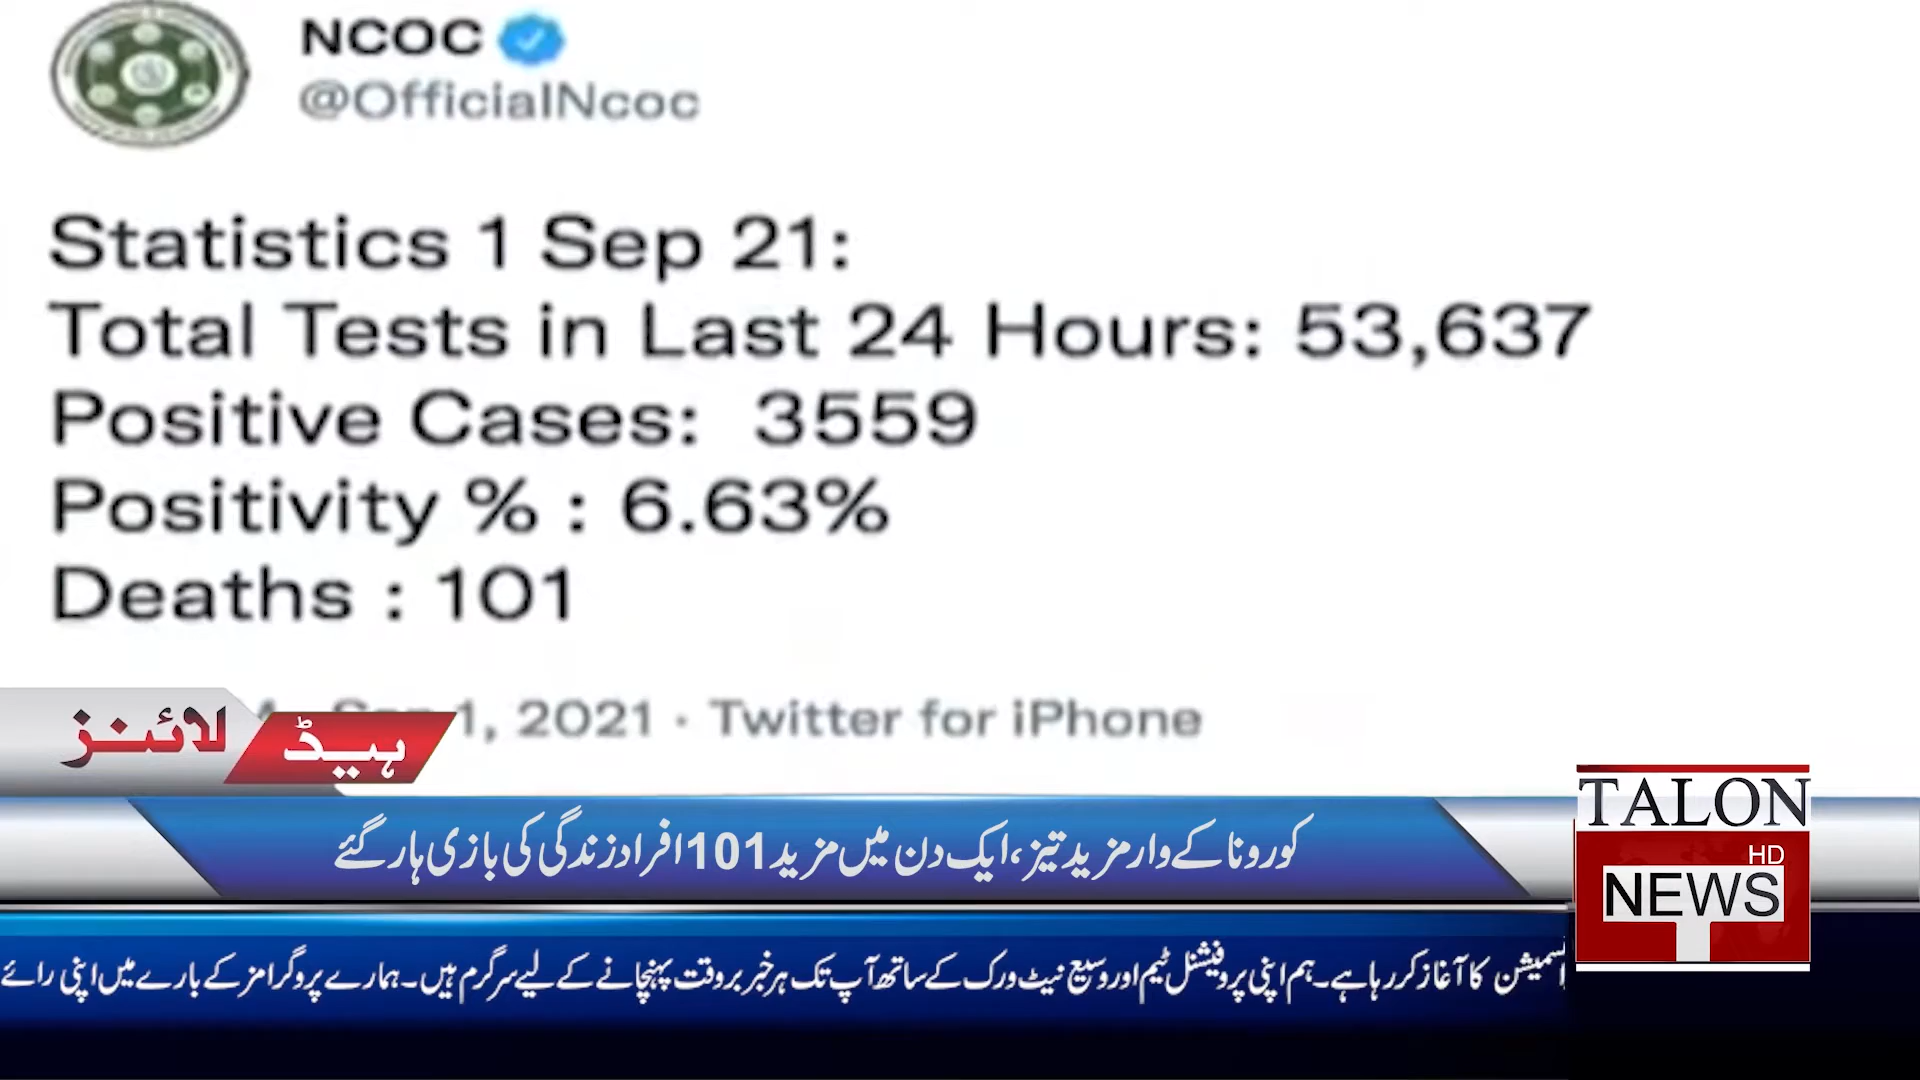 NCOC
@OfficialNcoc
Statistics 1 Sep 21:
Total Tests in Last 24 Hours: 53,637
Positive Cases: 3559
Positivity % : 6.63%
Deaths : 101
1, 2021 · Twitter for iPhone
ہیڈ لائنز
کورونا کے وار مزید تیز، ایک دن میں مزید 101 افراد زندگی کی بازی ہار گئے
TALON
HD
NEWS
کا آغاز کر رہا ہے۔ ہم اپنی پروفیشنل ٹیم اور وسیع نیٹ ورک کے ساتھ آپ تک ہر خبر بروقت پہنچانے کے لیے سرگرم ہیں۔ ہمارے پروگرامز کے بارے میں اپنی رائے